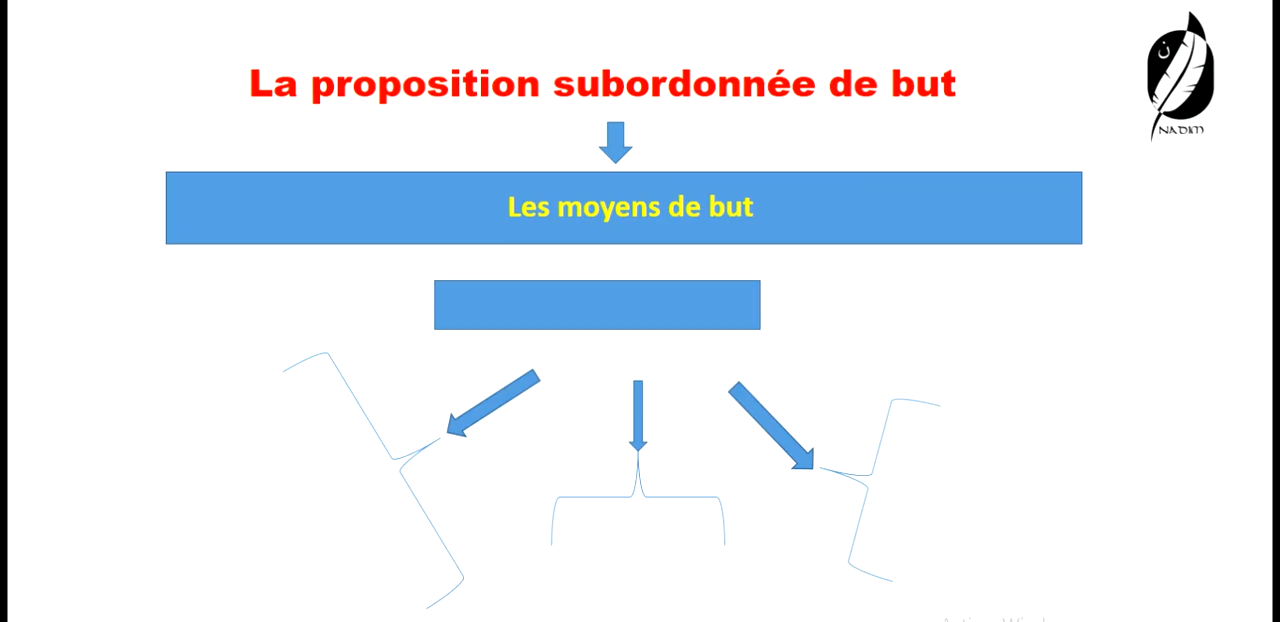 La proposition subordonnée de but
ن
NADIM
Les moyens de but